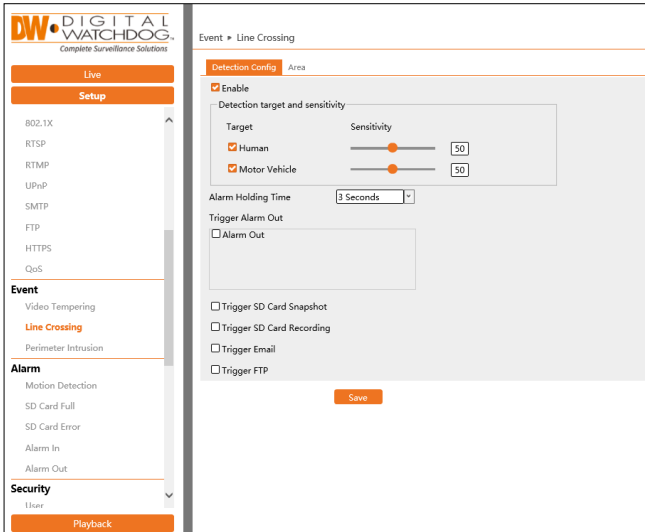 DW DIGITAL
WATCHDOG™
Complete Surveillance Solutions
Live
Setup
802.1X
RTSP
RTMP
UPnP
SMTP
FTP
HTTPS
QoS
Event
Video Tempering
Line Crossing
Perimeter Intrusion
Alarm
Motion Detection
SD Card Full
SD Card Error
Alarm In
Alarm Out
Security
User
Playback
Event ▸ Line Crossing
Detection Config Area
Enable
Detection target and sensitivity
Target Sensitivity
Human 50
Motor Vehicle 50
Alarm Holding Time 3 Seconds
Trigger Alarm Out
Alarm Out
Trigger SD Card Snapshot
Trigger SD Card Recording
Trigger Email
Trigger FTP
Save